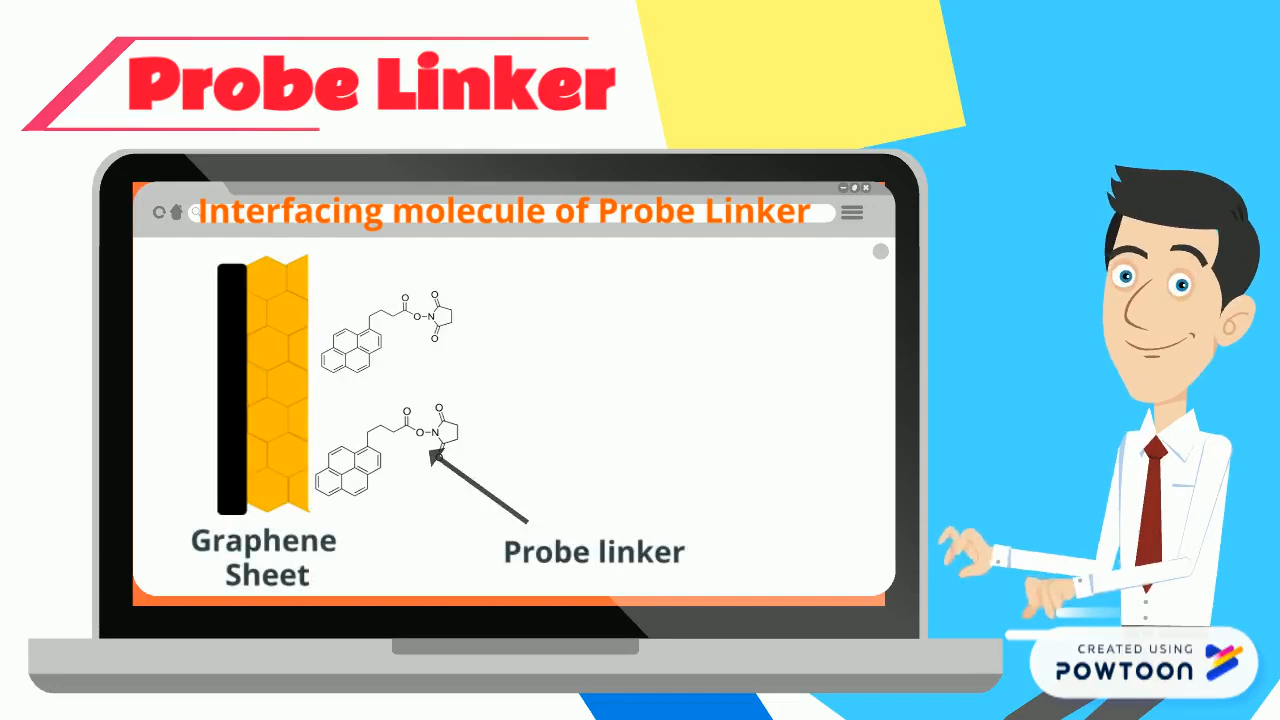 Probe Linker
Interfacing molecule of Probe Linker
O
O
O
N
O
O
O
O
N
O
Graphene
Sheet
Probe linker
CREATED USING
POWTOON